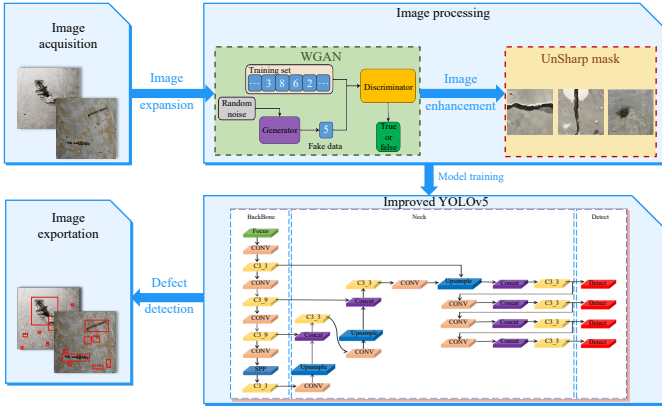 Image
acquisition
Image
expansion
Image processing
WGAN
Training set
... 3 8 6 2 ...
Random
noise
Generator
5
Fake data
Discriminator
True
or
false
Image
enhancement
UnSharp mask
Model training
Improved YOLOv5
BackBone
Neck
Detect
Focus
CONV
C3_3
CONV
C3_9
CONV
C3_9
CONV
SPP
C3_3
CONV
Upsample
Concat
C3_3
CONV
Upsample
Concat
C3_3
CONV
Upsample
Concat
C3_3
Detect
CONV
Concat
C3_3
Detect
CONV
Concat
C3_3
Detect
CONV
Concat
C3_3
Detect
Defect
detection
Image
exportation